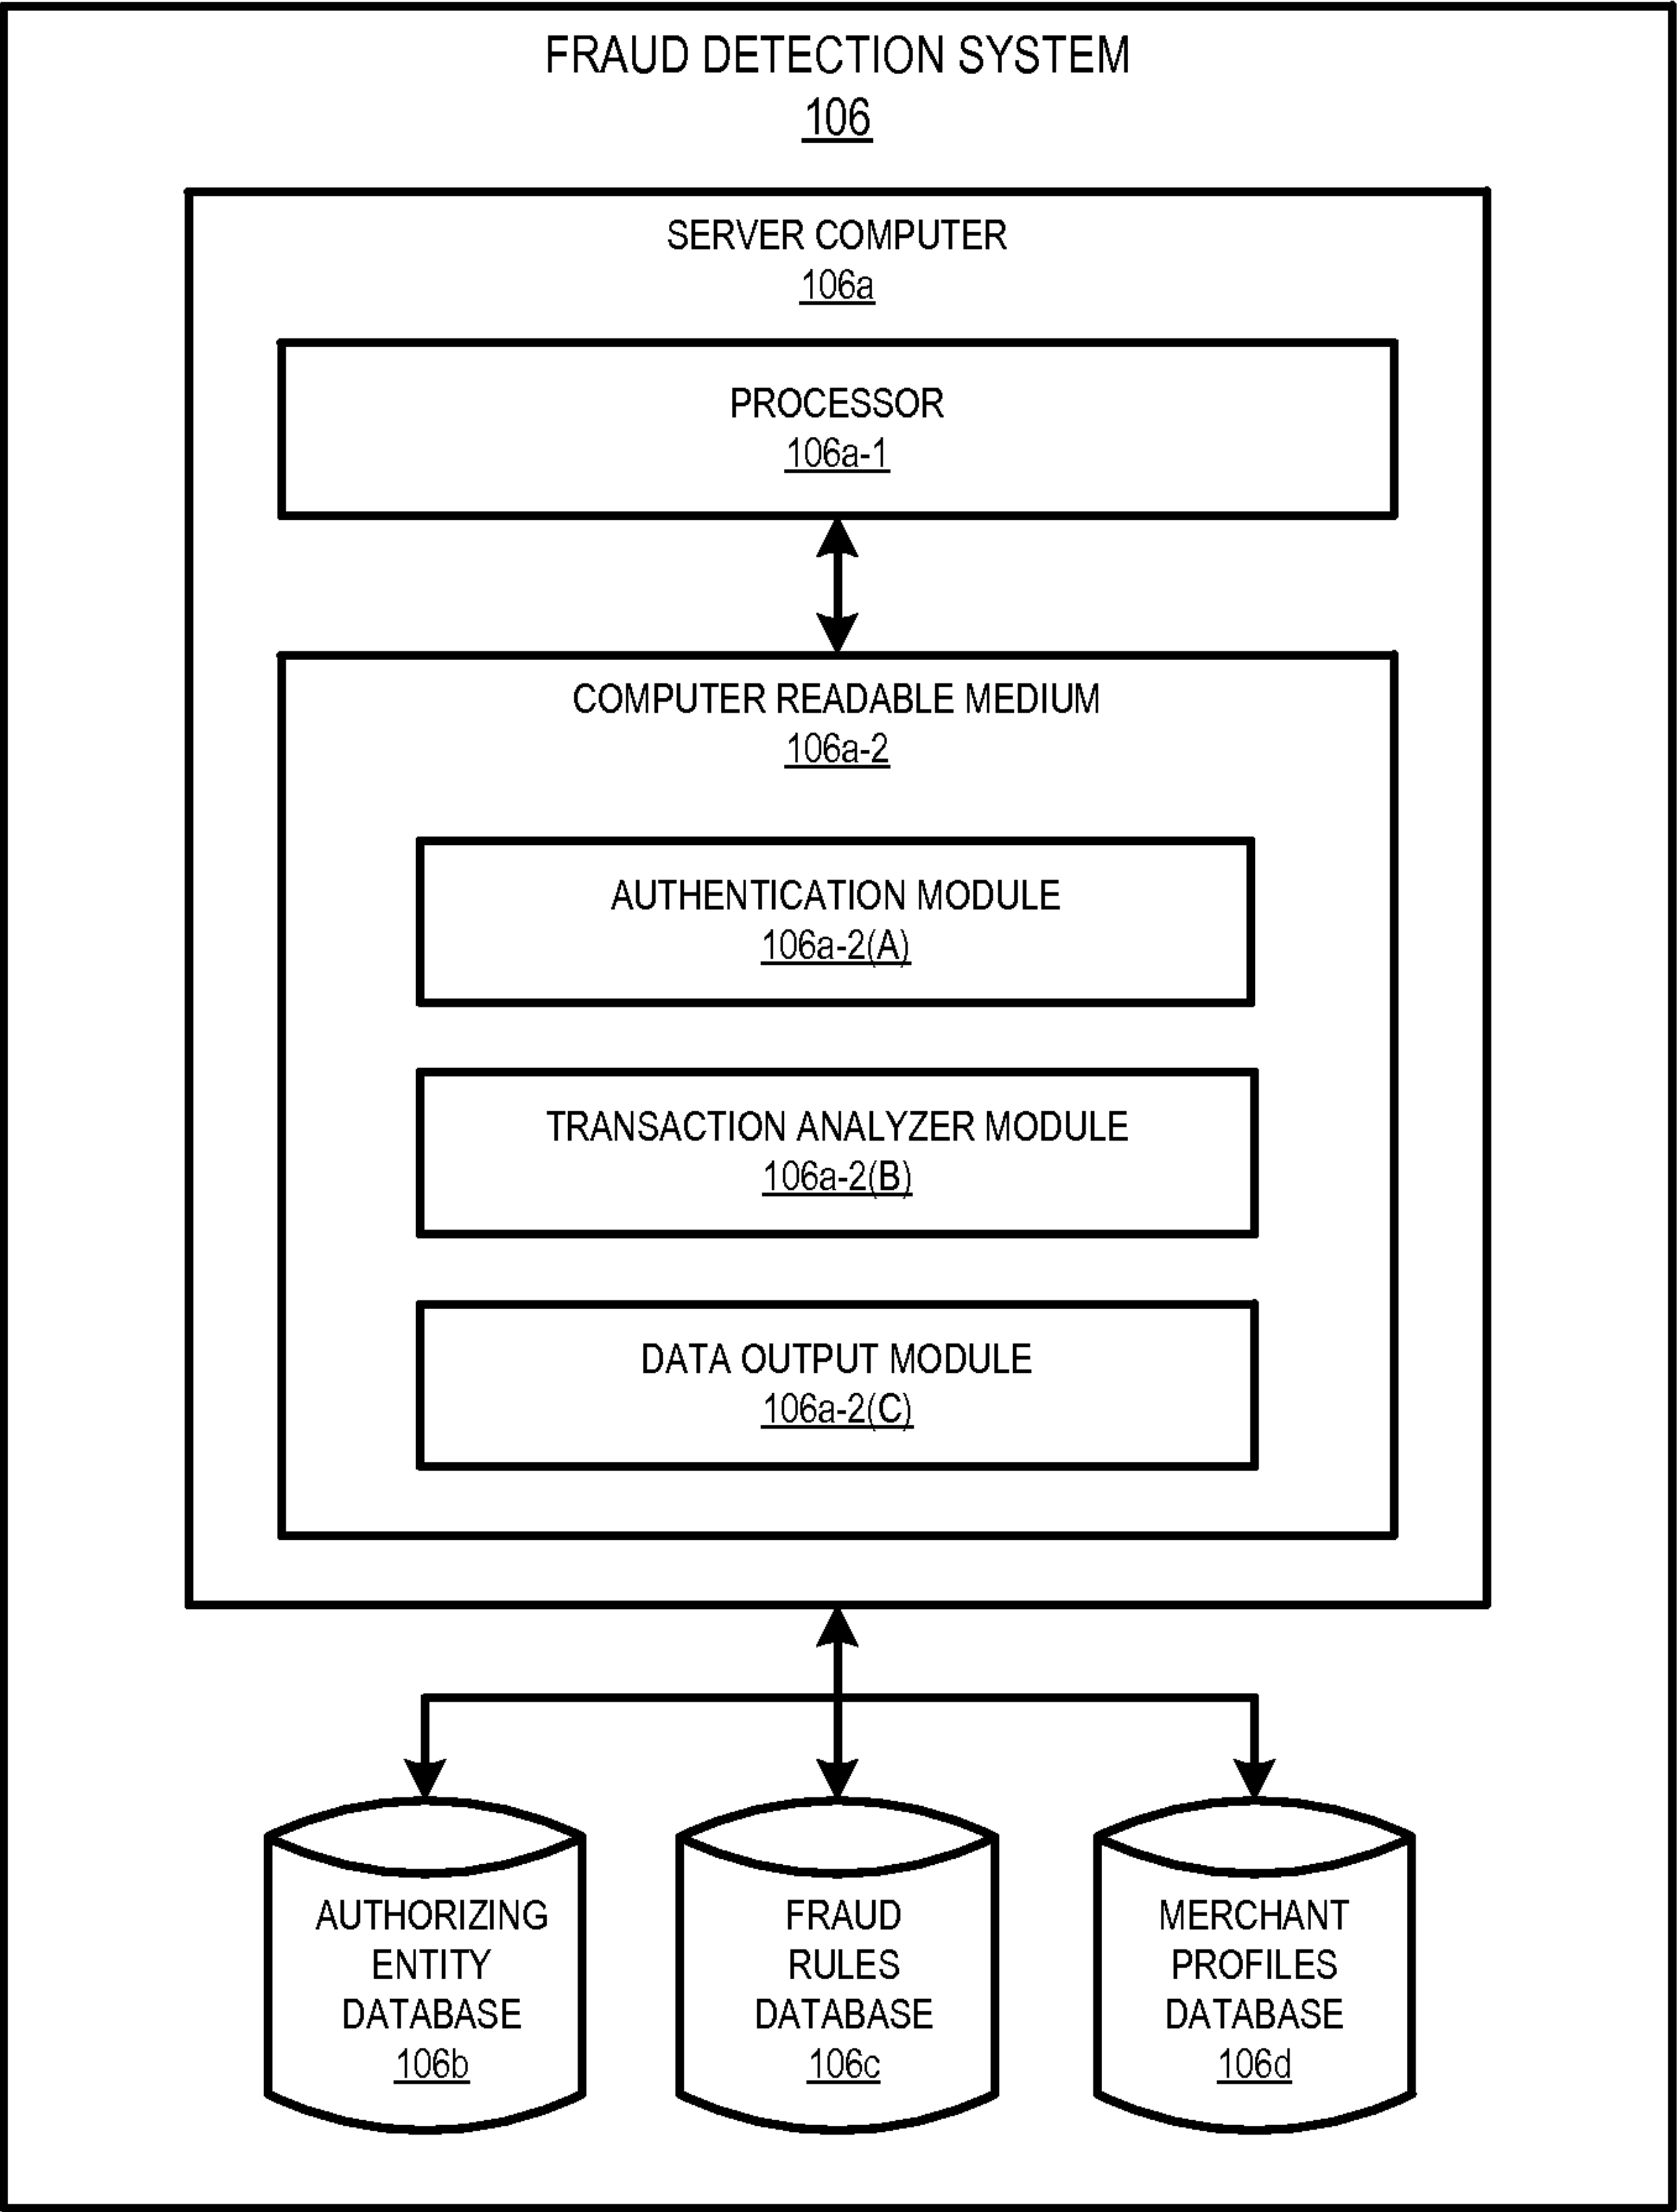 FRAUD DETECTION SYSTEM
106
SERVER COMPUTER
106a
PROCESSOR
106a-1
COMPUTER READABLE MEDIUM
106a-2
AUTHENTICATION MODULE
106a-2(A)
TRANSACTION ANALYZER MODULE
106a-2(B)
DATA OUTPUT MODULE
106a-2(C)
AUTHORIZING
ENTITY
DATABASE
106b
FRAUD
RULES
DATABASE
106c
MERCHANT
PROFILES
DATABASE
106d